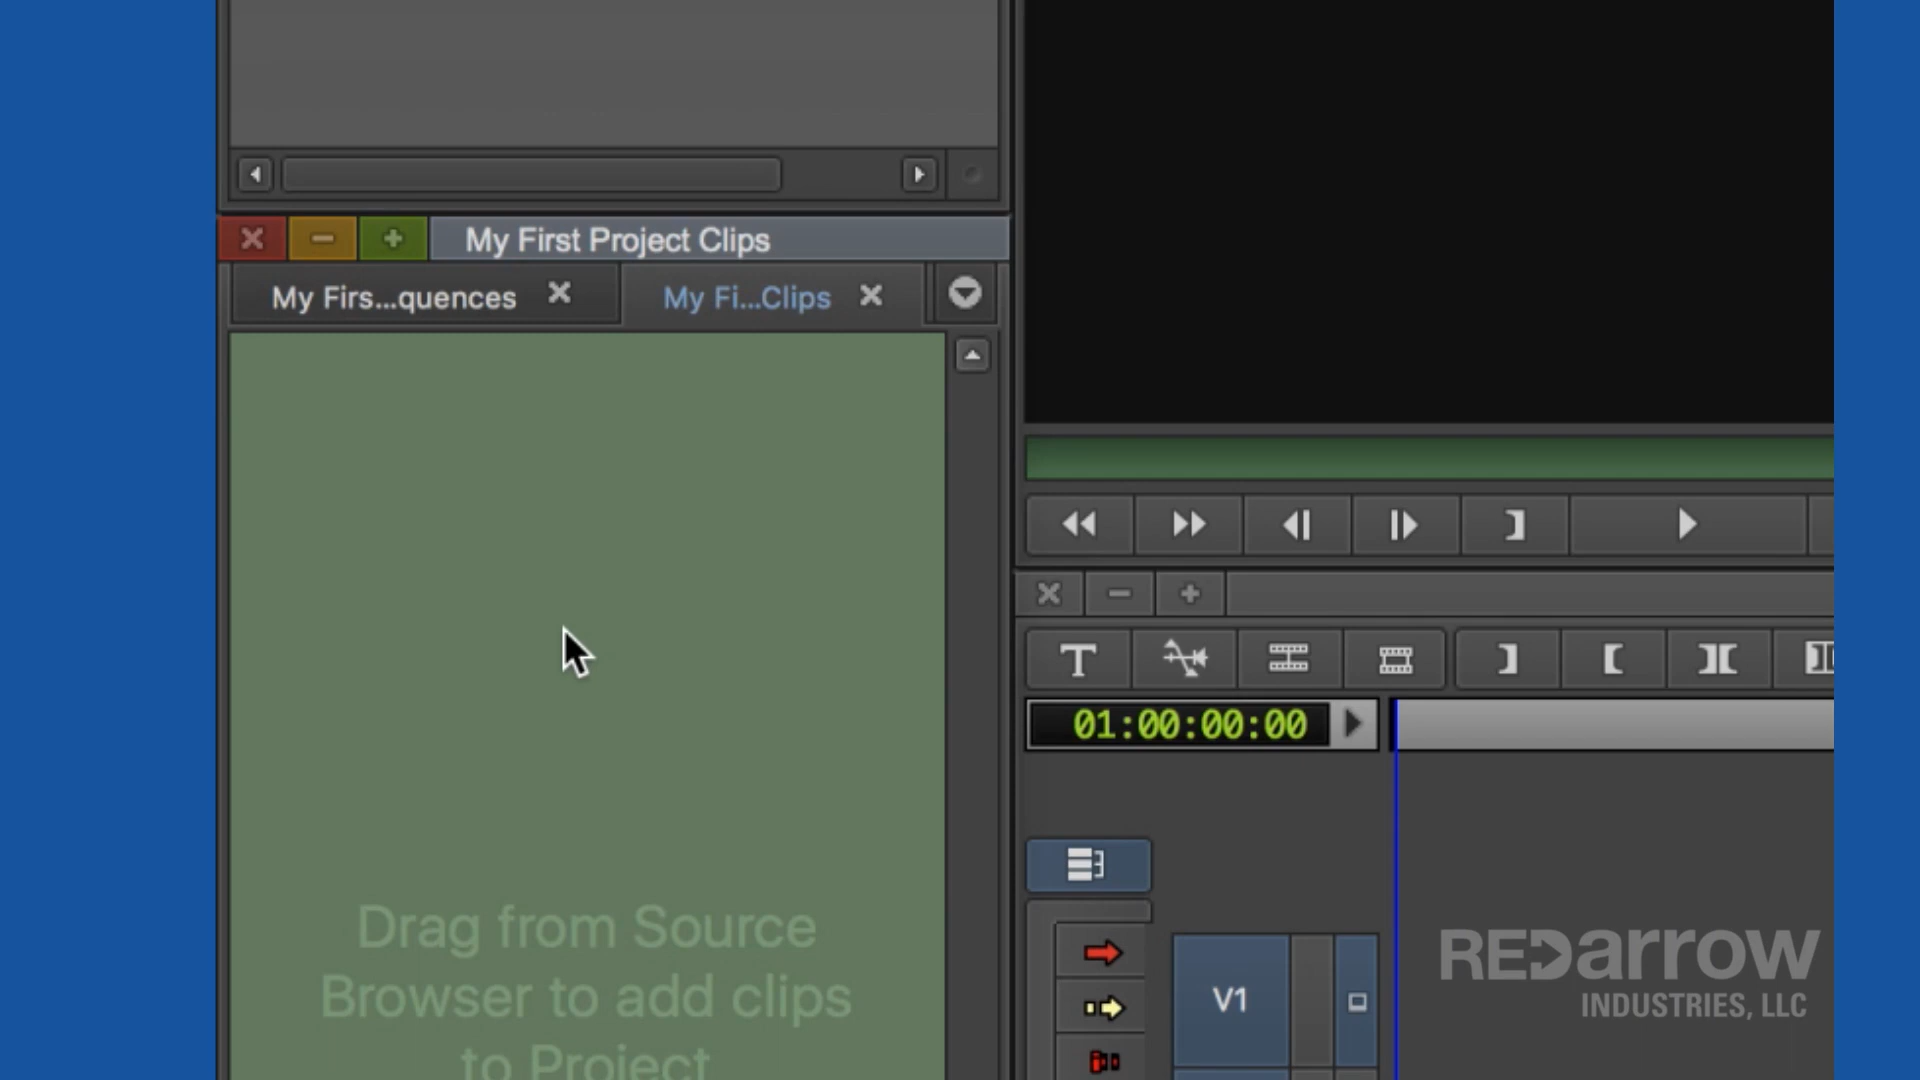 My First Project Clips
My Firs...quences
My Fi...Clips
Drag from Source
Browser to add clips
to Project
01:00:00:00
V1
REDarrow
INDUSTRIES, LLC